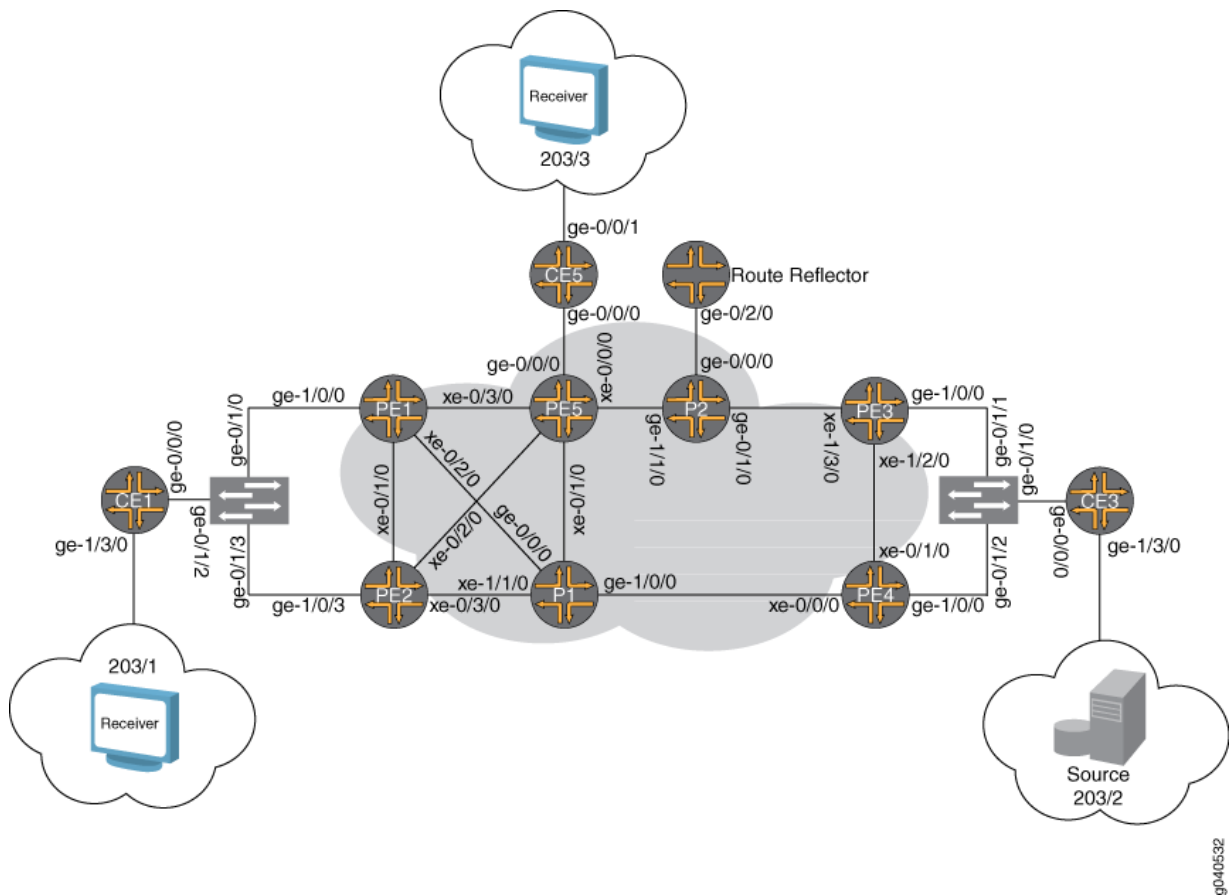 Receiver
203/3
ge-0/0/1
CE5
Route Reflector
ge-0/0/0
ge-0/2/0
ge-0/0/0
xe-0/0/0
ge-0/0/0
ge-1/0/0
PE1
xe-0/3/0
PE5
P2
PE3
ge-1/0/0
ge-0/1/0
xe-0/2/0
ge-1/1/0
ge-0/1/0
xe-1/3/0
xe-1/2/0
ge-0/1/1
ge-0/1/0
ge-0/0/0
CE1
ge-0/1/2
ge-1/3/0
ge-0/1/3
xe-0/1/0
xe-0/2/0
ge-0/0/0
xe-0/1/0
xe-0/1/0
ge-0/1/2
ge-0/0/0
CE3
ge-1/3/0
ge-1/0/3
PE2
xe-1/1/0
xe-0/3/0
P1
ge-1/0/0
xe-0/0/0
PE4
ge-1/0/0
203/1
Receiver
Source
203/2
g040532